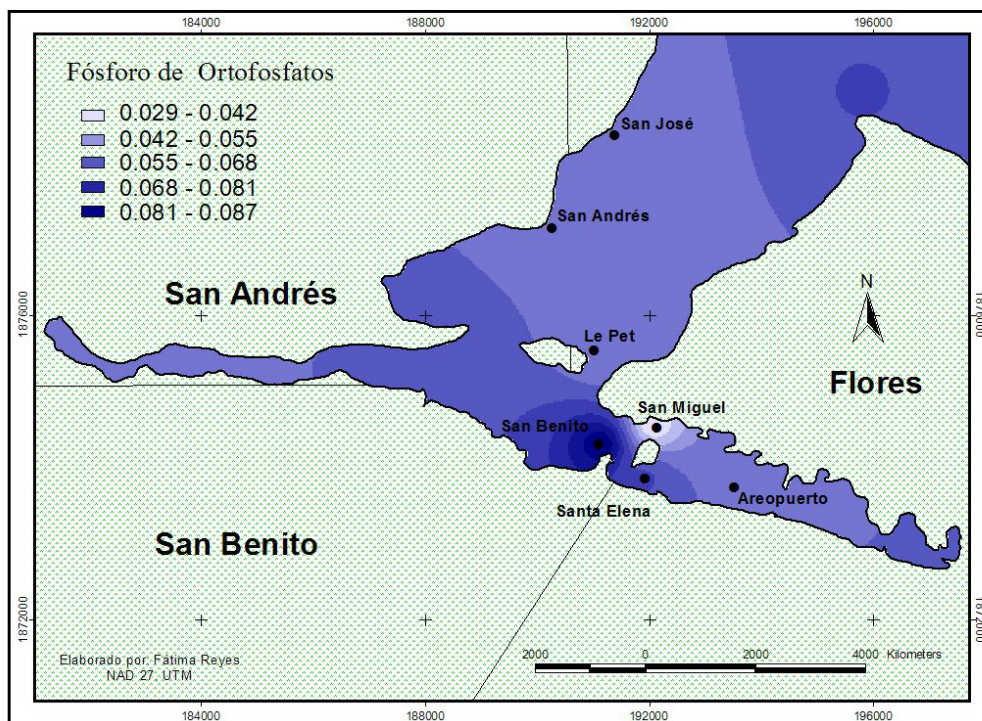 184000
188000
192000
196000
Fósforo de Ortofosfatos
0.029 - 0.042
0.042 - 0.055
0.055 - 0.068
0.068 - 0.081
0.081 - 0.087
San José
San Andrés
San Andrés
N
1876000
1876000
Le Pet
Flores
San Miguel
San Benito
Santa Elena
Areopuerto
San Benito
1872000
1872000
Elaborado por: Fátima Reyes
NAD 27, UTM
2000
0
2000
4000
Kilometers
184000
188000
192000
196000